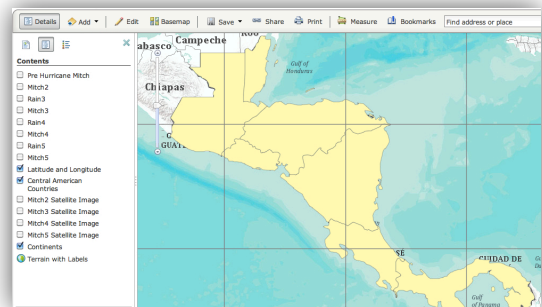 Details Add Edit Basemap Save Share Print Measure Bookmarks Find address or place
Contents
Pre Hurricane Mitch
Mitch2
Rain3
Mitch3
Rain4
Mitch4
Rain5
Mitch5
Latitude and Longitude
Central American
Countries
Mitch2 Satellite Image
Mitch3 Satellite Image
Mitch4 Satellite Image
Mitch5 Satellite Image
Continents
Terrain with Labels
abasco
Campeche
Gulf of
Honduras
Chiapas
SÉ
CUIDAD DE
Gulf
of Panama